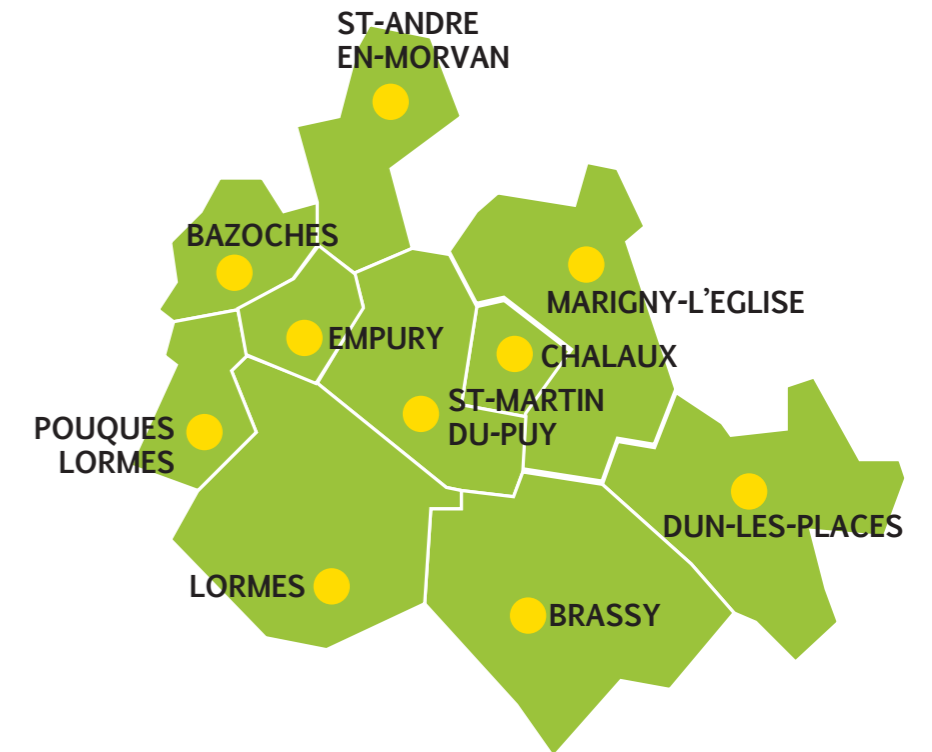 ST-ANDRE
EN-MORVAN
BAZOCHES
MARIGNY-L’EGLISE
EMPURY
CHALAUX
ST-MARTIN
DU-PUY
POUQUES
LORMES
DUN-LES-PLACES
LORMES
BRASSY